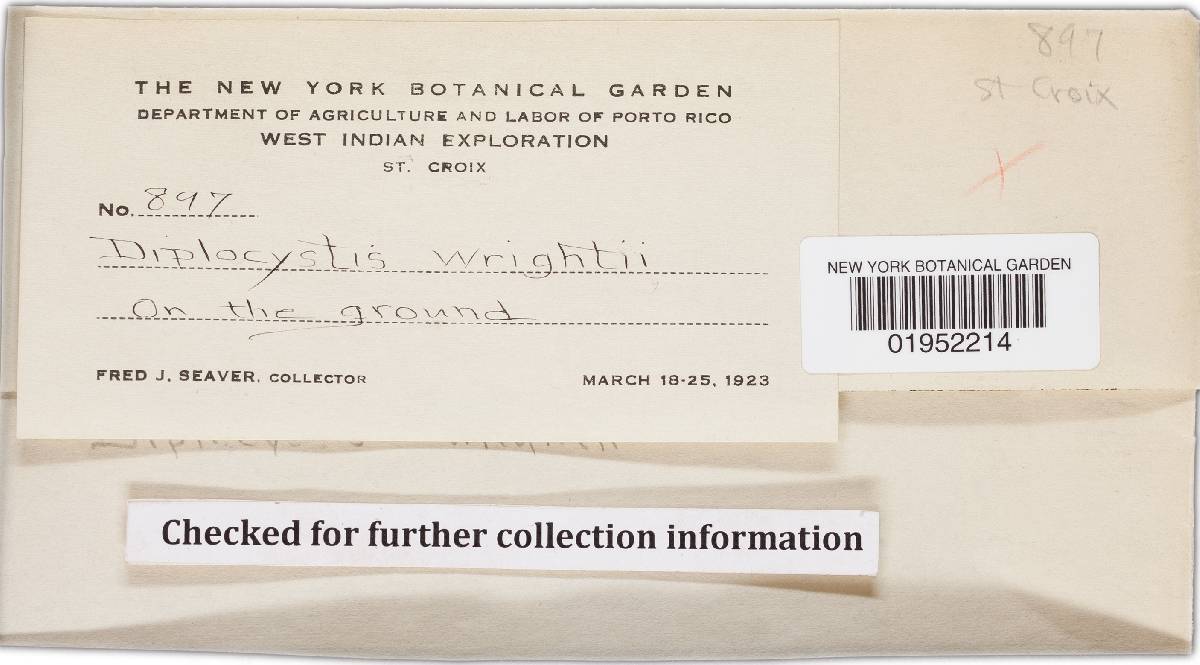 THE NEW YORK BOTANICAL GARDEN
DEPARTMENT OF AGRICULTURE AND LABOR OF PORTO RICO
WEST INDIAN EXPLORATION
ST. CROIX
No. 897
Diplocystis Wrightii
On the ground
FRED J. SEAVER, COLLECTOR
MARCH 18-25, 1923
897
St Croix
NEW YORK BOTANICAL GARDEN
01952214
Checked for further collection information